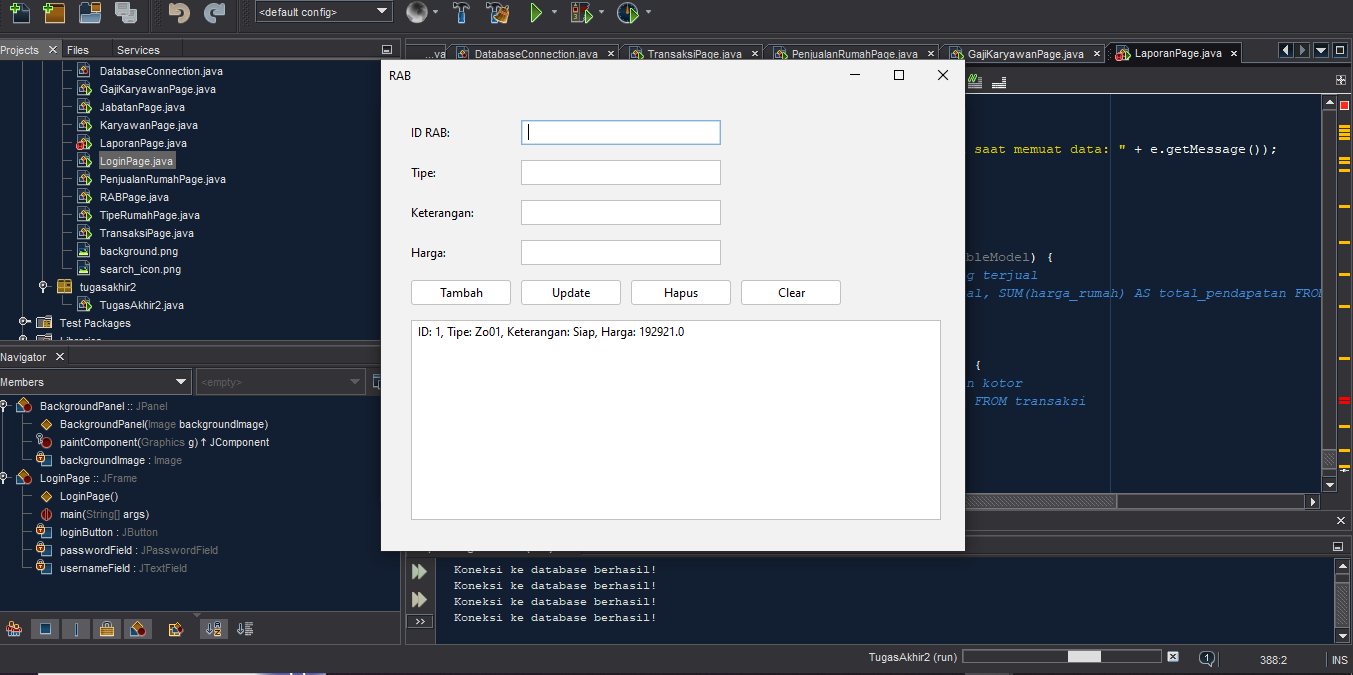 <default config>
Projects
Files
Services
...va
DatabaseConnection.java
TransaksiPage.java
PenjualanRumahPage.java
GajiKaryawanPage.java
LaporanPage.java
DatabaseConnection.java
GajiKaryawanPage.java
JabatanPage.java
KaryawanPage.java
LaporanPage.java
LoginPage.java
PenjualanRumahPage.java
RABPage.java
TipeRumahPage.java
TransaksiPage.java
background.png
search_icon.png
tugasakhir2
TugasAkhir2.java
Test Packages
Navigator
Members
<empty>
BackgroundPanel :: JPanel
BackgroundPanel(Image backgroundImage)
paintComponent(Graphics g) ↑ JComponent
backgroundImage : Image
LoginPage :: JFrame
LoginPage()
main(String[] args)
loginButton : JButton
passwordField : JPasswordField
usernameField : JTextField
RAB
ID RAB:
Tipe:
Keterangan:
Harga:
Tambah
Update
Hapus
Clear
ID: 1, Tipe: Zo01, Keterangan: Siap, Harga: 192921.0
saat memuat data: " + e.getMessage());
bleModel) {
g terjual
al, SUM(harga_rumah) AS total_pendapatan FROM
{
n kotor
FROM transaksi
Koneksi ke database berhasil!
Koneksi ke database berhasil!
Koneksi ke database berhasil!
Koneksi ke database berhasil!
>>
TugasAkhir2 (run)
1
388:2
INS